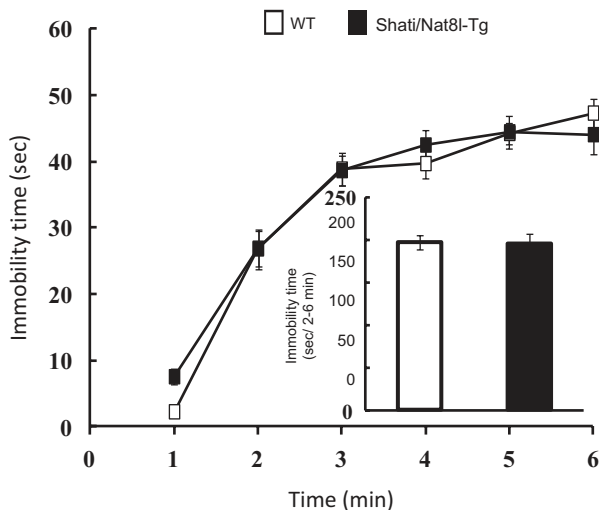 WT Shati/Nat8l-Tg
60
50
40
30
20
10
0
Immobility time (sec)
250
200
150
100
50
0
0
Immobility time
(sec/ 2-6 min)
0 1 2 3 4 5 6
Time (min)